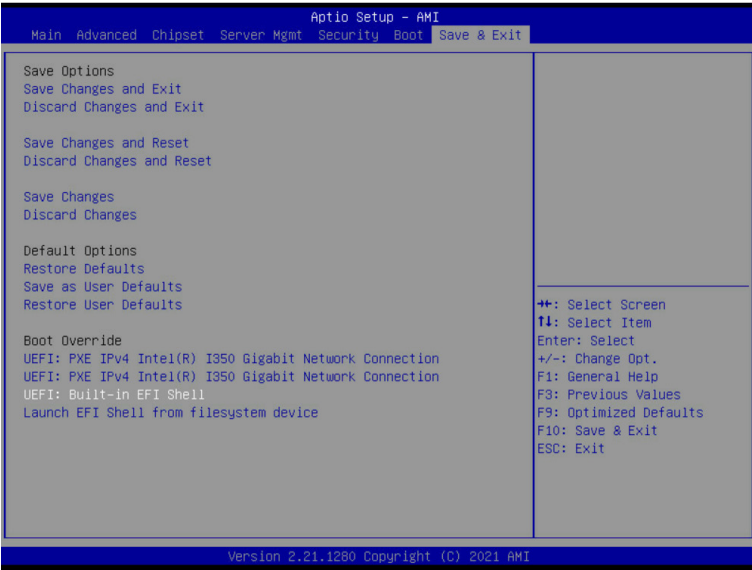 Aptio Setup – AMI
Main Advanced Chipset Server Mgmt Security Boot Save & Exit
Save Options
Save Changes and Exit
Discard Changes and Exit
Save Changes and Reset
Discard Changes and Reset
Save Changes
Discard Changes
Default Options
Restore Defaults
Save as User Defaults
Restore User Defaults
Boot Override
UEFI: PXE IPv4 Intel(R) I350 Gigabit Network Connection
UEFI: PXE IPv4 Intel(R) I350 Gigabit Network Connection
UEFI: Built-in EFI Shell
Launch EFI Shell from filesystem device
→←: Select Screen
↑↓: Select Item
Enter: Select
+/-: Change Opt.
F1: General Help
F3: Previous Values
F9: Optimized Defaults
F10: Save & Exit
ESC: Exit
Version 2.21.1280 Copyright (C) 2021 AMI